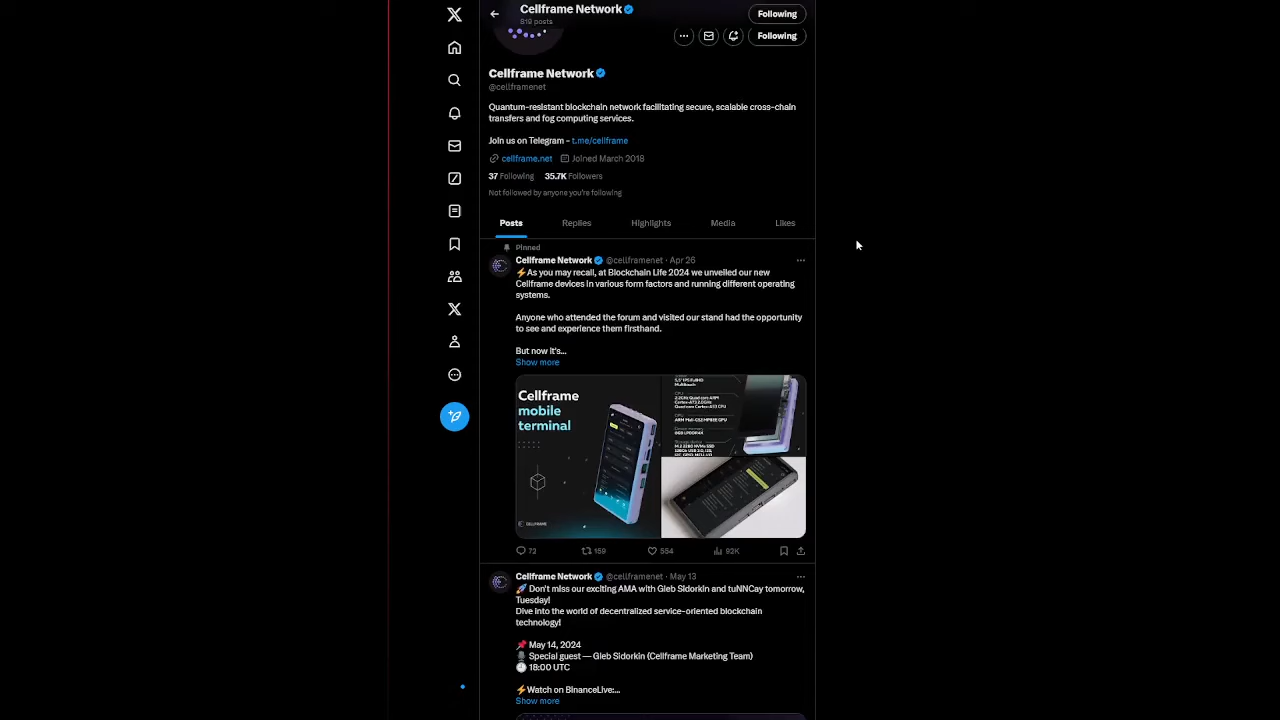 Cellframe Network
819 posts
Following
Following
Cellframe Network
@cellframenet
Quantum-resistant blockchain network facilitating secure, scalable cross-chain
transfers and fog computing services.
Join us on Telegram - t.me/cellframe
cellframe.net Joined March 2018
37 Following 35.7K Followers
Not followed by anyone you're following
Posts Replies Highlights Media Likes
Pinned
Cellframe Network @cellframenet · Apr 26
⚡As you may recall, at Blockchain Life 2024 we unveiled our new
Cellframe devices in various form factors and running different operating
systems.
Anyone who attended the forum and visited our stand had the opportunity
to see and experience them firsthand.
But now it's...
Show more
Cellframe
mobile
terminal
CELLFRAME
Multitouch
CPU
Device memory
72 159 554 92K
Cellframe Network @cellframenet · May 13
🚀 Don't miss our exciting AMA with Gleb Sidorkin and tuNNCay tomorrow,
Tuesday!
Dive into the world of decentralized service-oriented blockchain
technology!
📌 May 14, 2024
🎙 Special guest — Gleb Sidorkin (Cellframe Marketing Team)
🕗 18:00 UTC
⚡Watch on BinanceLive:...
Show more